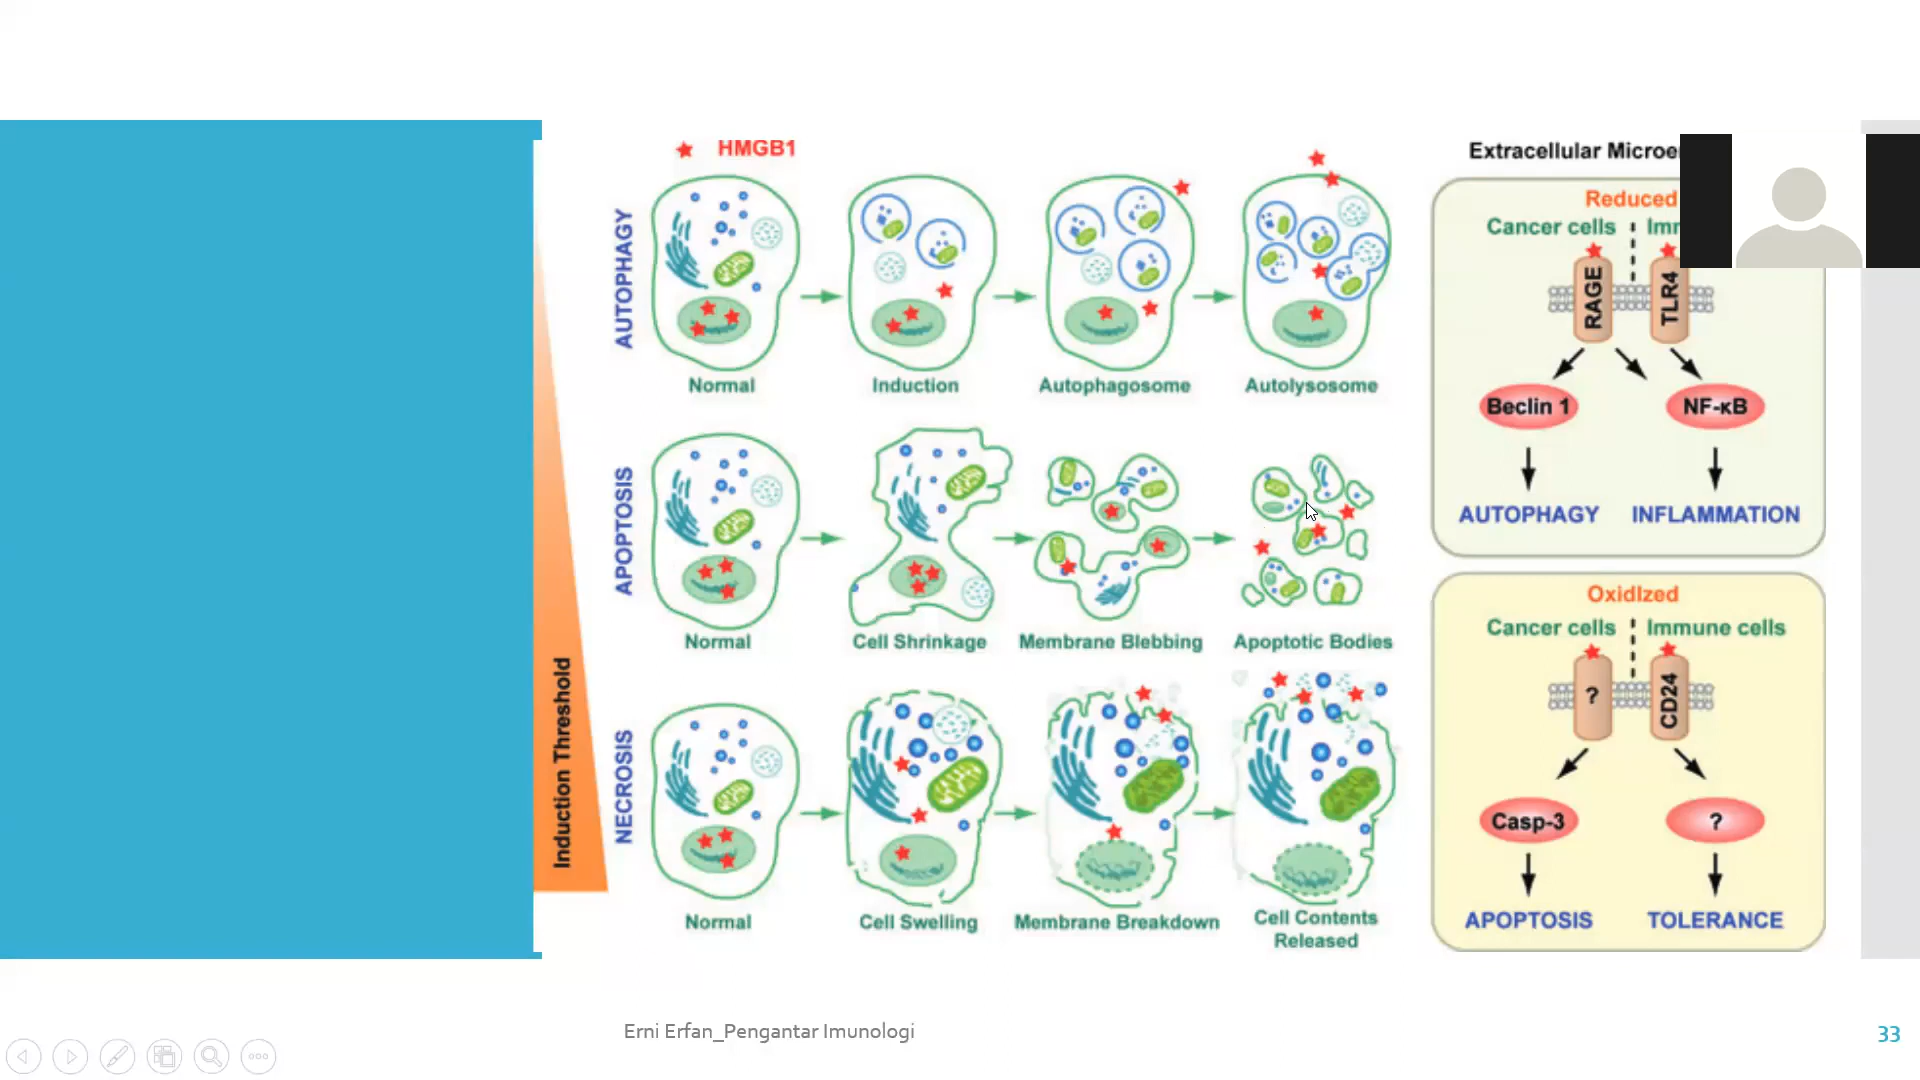 HMGB1
AUTOPHAGY
Normal
Induction
Autophagosome
Autolysosome
APOPTOSIS
Normal
Cell Shrinkage
Membrane Blebbing
Apoptotic Bodies
Induction Threshold
NECROSIS
Normal
Cell Swelling
Membrane Breakdown
Cell Contents
Released
Extracellular
Reduced
Cancer cells
RAGE
TLR4
Beclin 1
NF-κB
AUTOPHAGY
INFLAMMATION
OxidIzed
Cancer cells
Immune cells
?
CD24
Casp-3
?
APOPTOSIS
TOLERANCE
Erni Erfan_Pengantar Imunologi
33